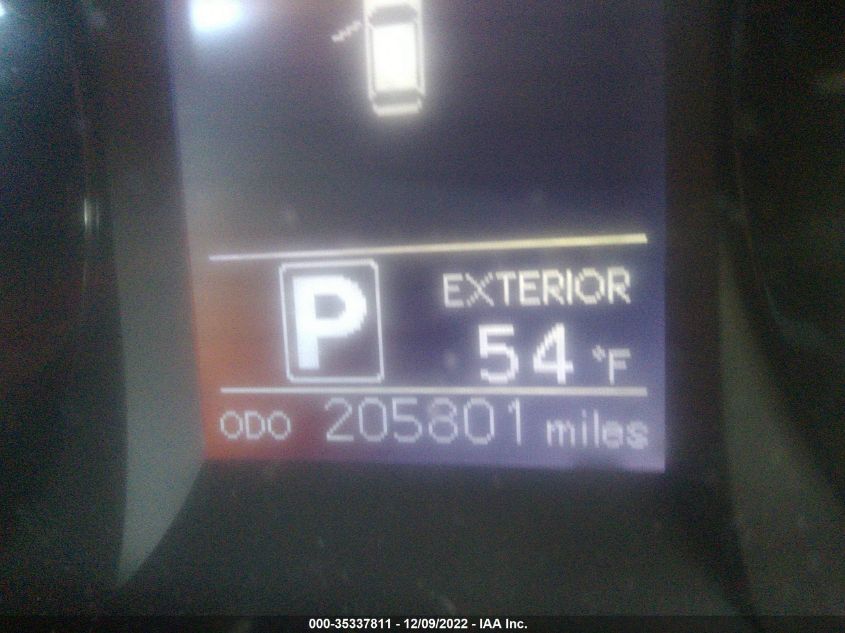 P
EXTERIOR
54 °F
ODO 205801 miles
000-35337811 - 12/09/2022 - IAA Inc.